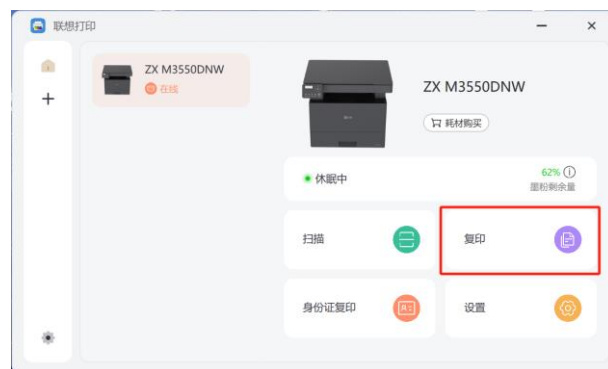 联想打印
ZX M3550DNW
在线
ZX M3550DNW
耗材购买
休眠中
62%
墨粉剩余量
扫描
复印
身份证复印
设置